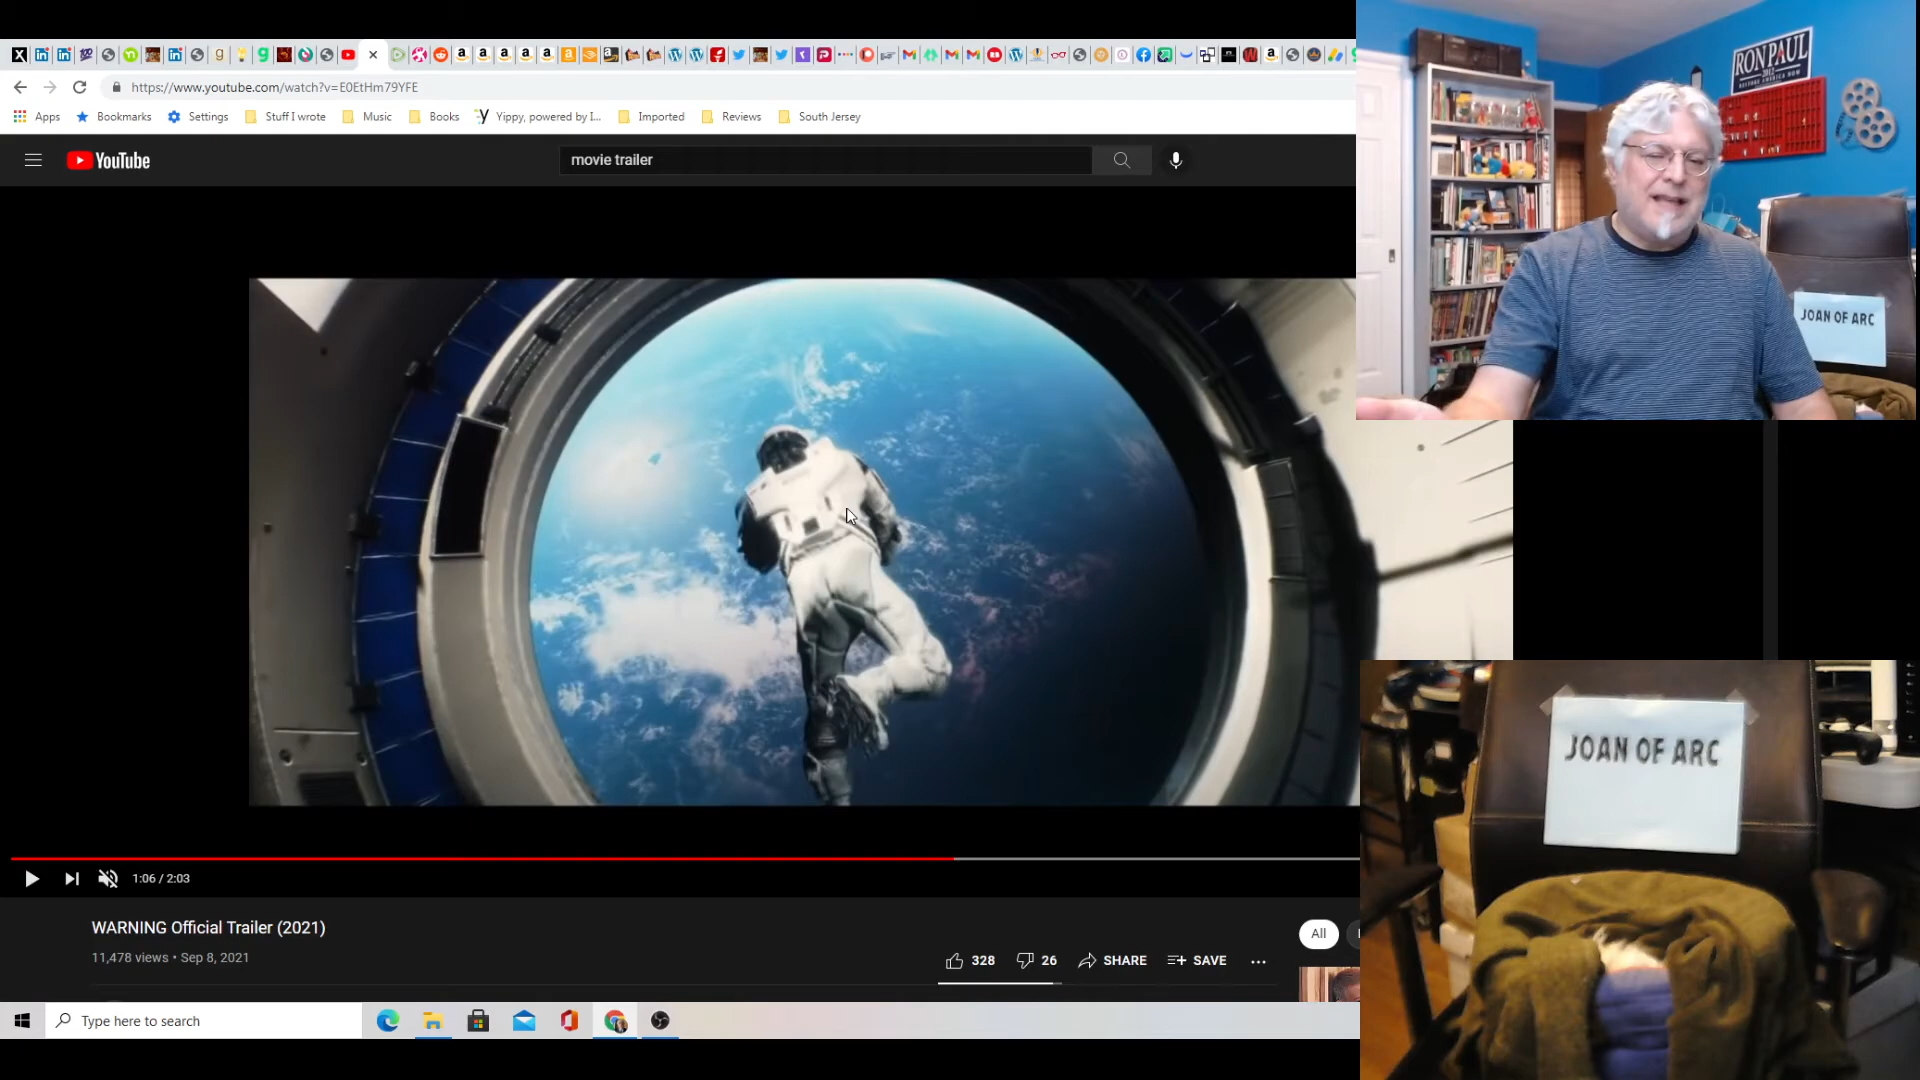 https://www.youtube.com/watch?v=E0EtHm79YFE
Apps Bookmarks Settings Stuff I wrote Music Books Yippy, powered by I... Imported Reviews South Jersey
YouTube
movie trailer
RON PAUL
2012
JOAN OF ARC
1:06 / 2:03
WARNING Official Trailer (2021)
11,478 views • Sep 8, 2021
328 26 SHARE SAVE ...
All
JOAN OF ARC
Type here to search